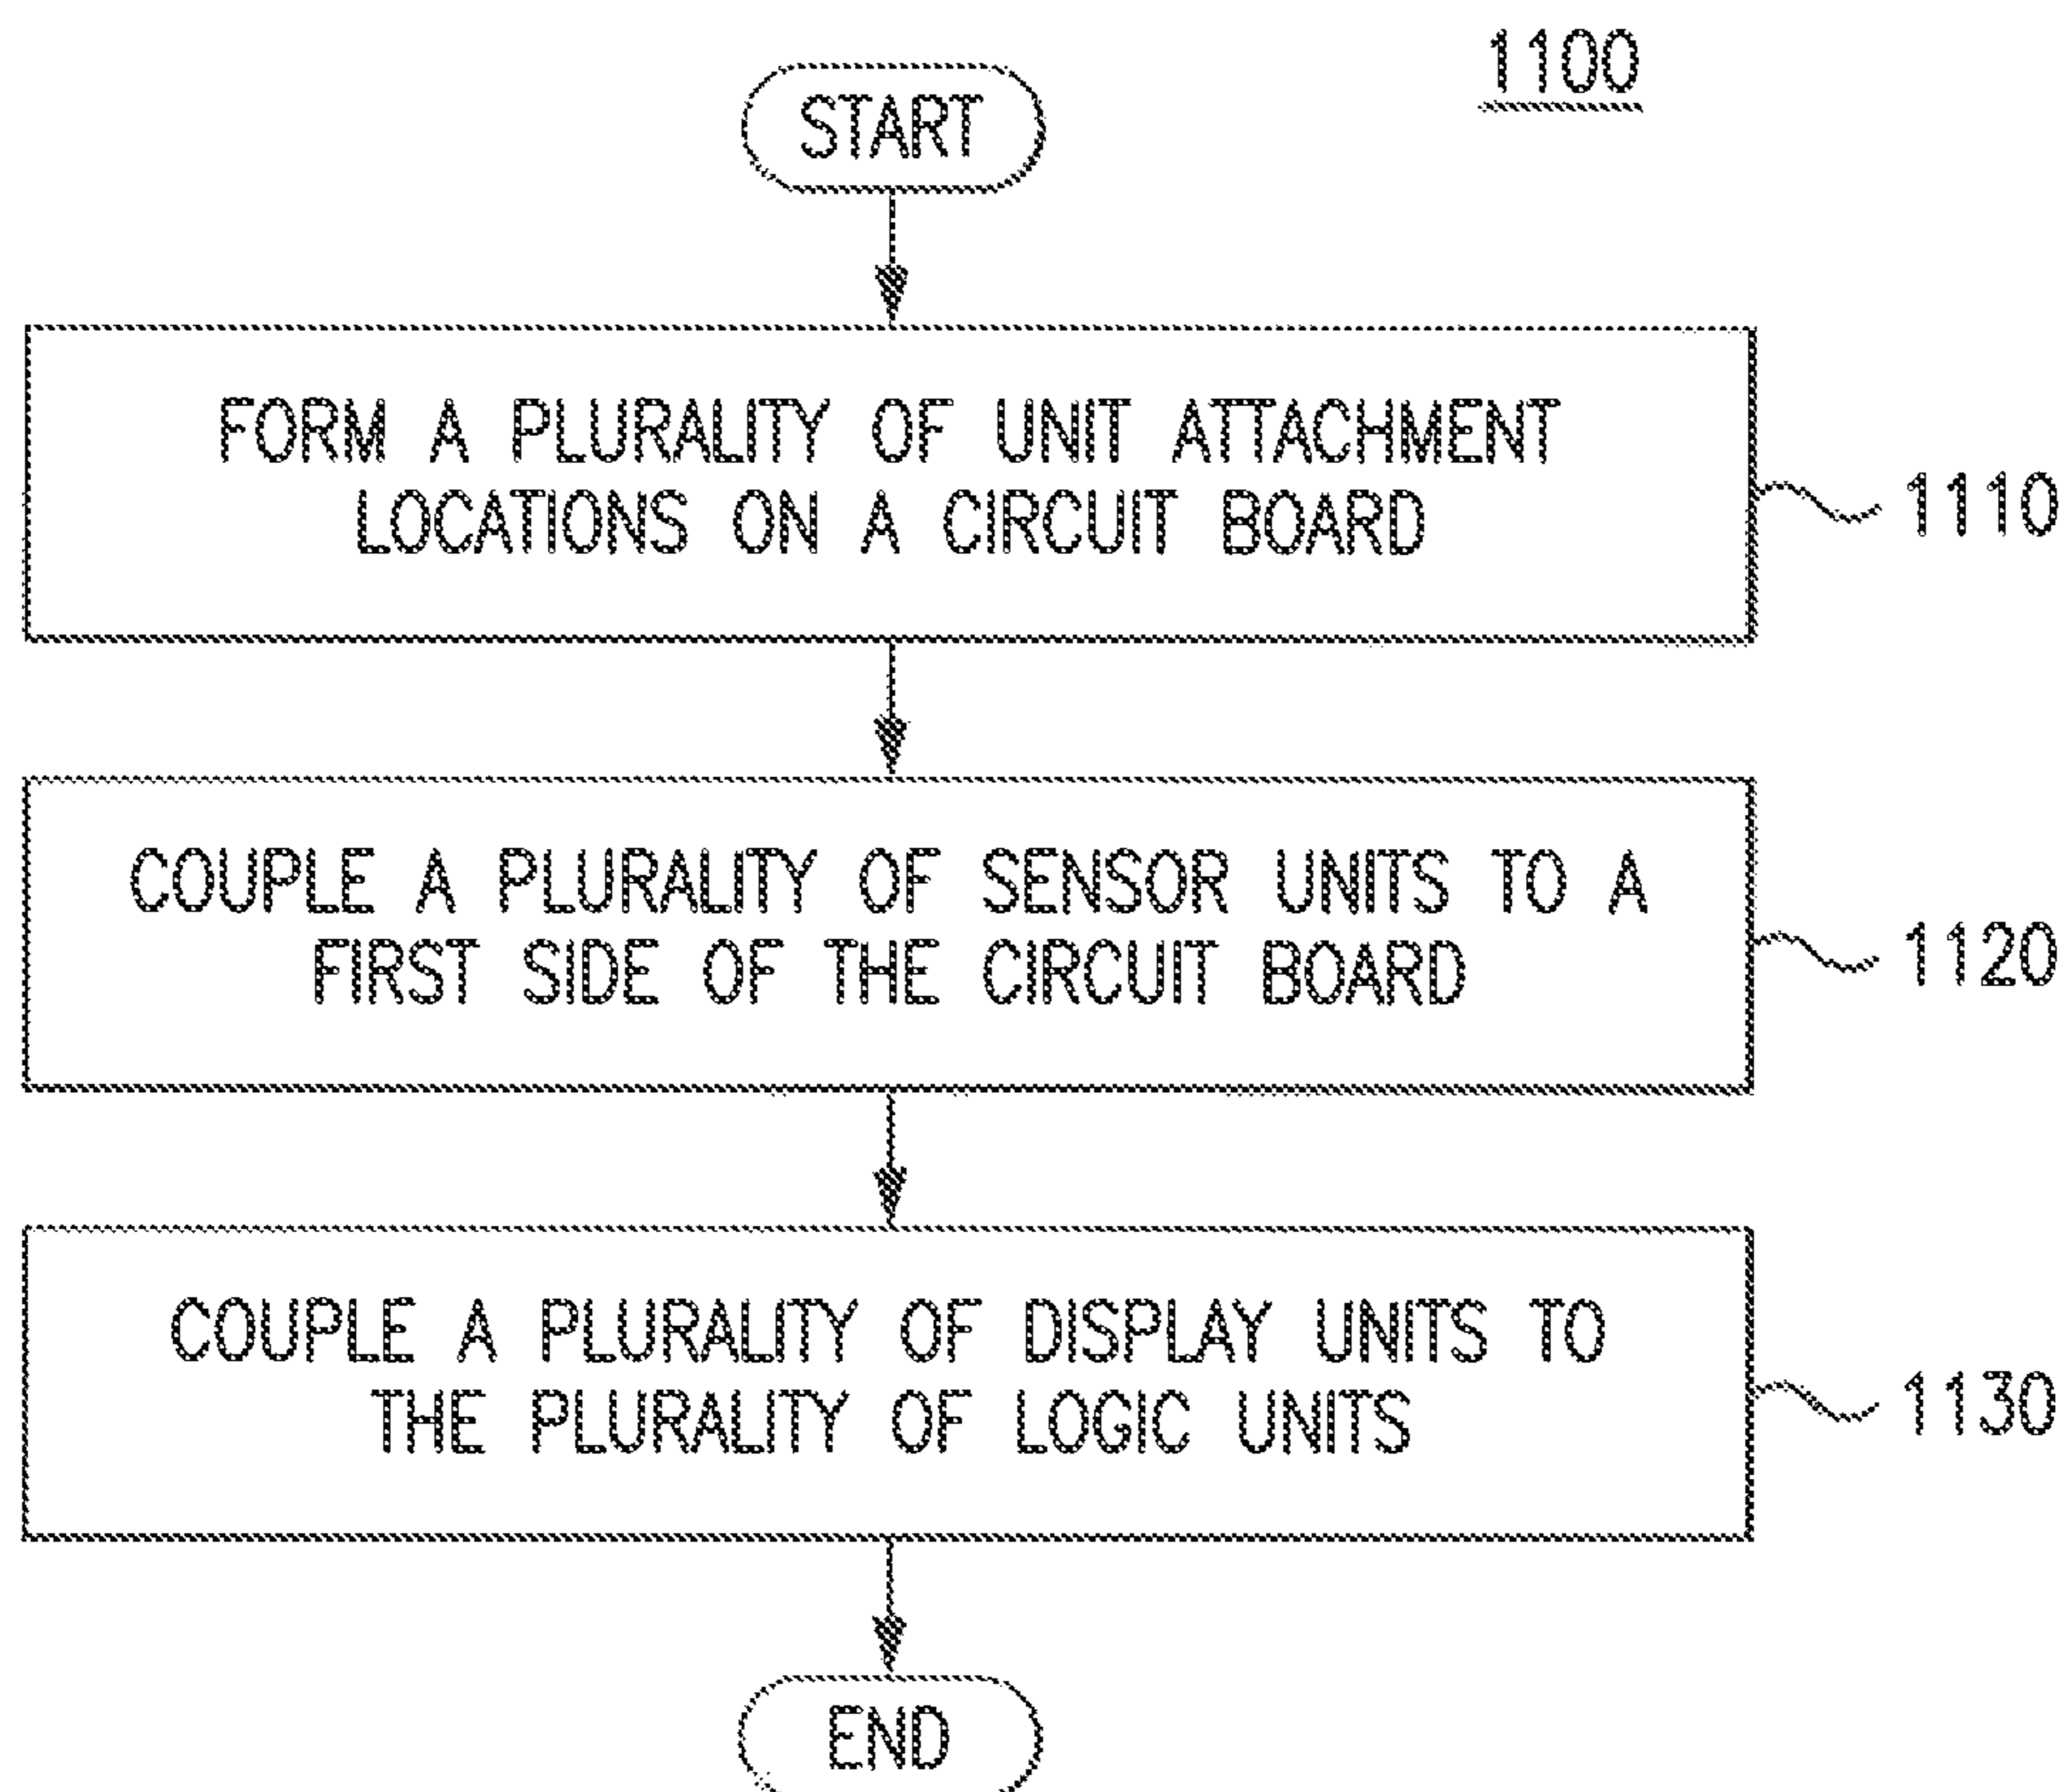 1100
START
FORM A PLURALITY OF UNIT ATTACHMENT
LOCATIONS ON A CIRCUIT BOARD
1110
COUPLE A PLURALITY OF SENSOR UNITS TO A
FIRST SIDE OF THE CIRCUIT BOARD
1120
COUPLE A PLURALITY OF DISPLAY UNITS TO
THE PLURALITY OF LOGIC UNITS
1130
END